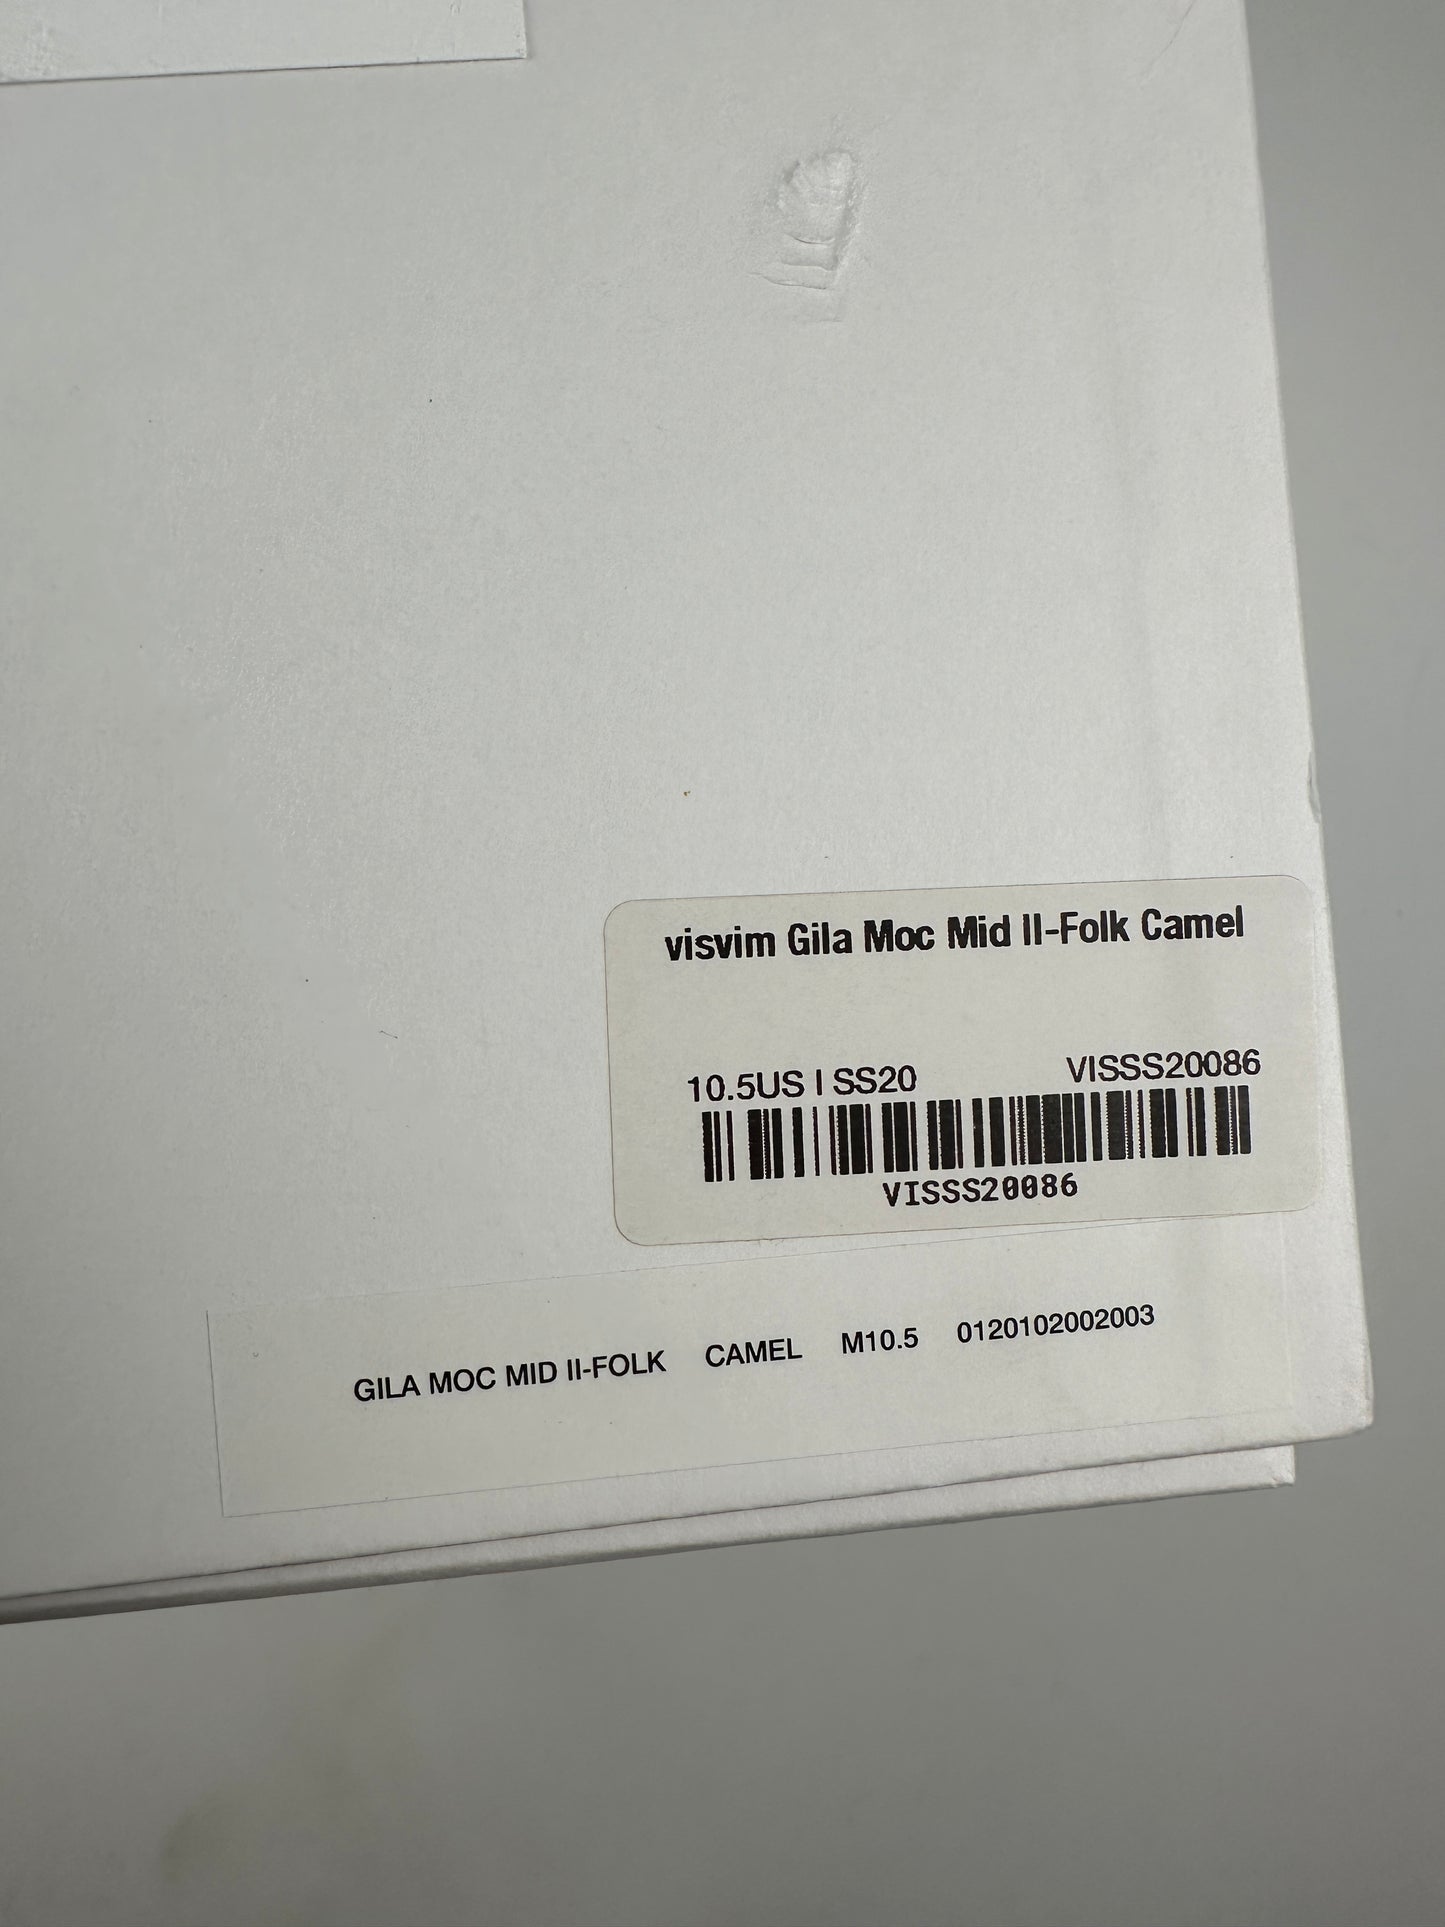 visvim Gila Moc Mid II-Folk Camel
10.5US | SS20 VISSS20086
VISSS20086
GILA MOC MID II-FOLK CAMEL M10.5 0120102002003